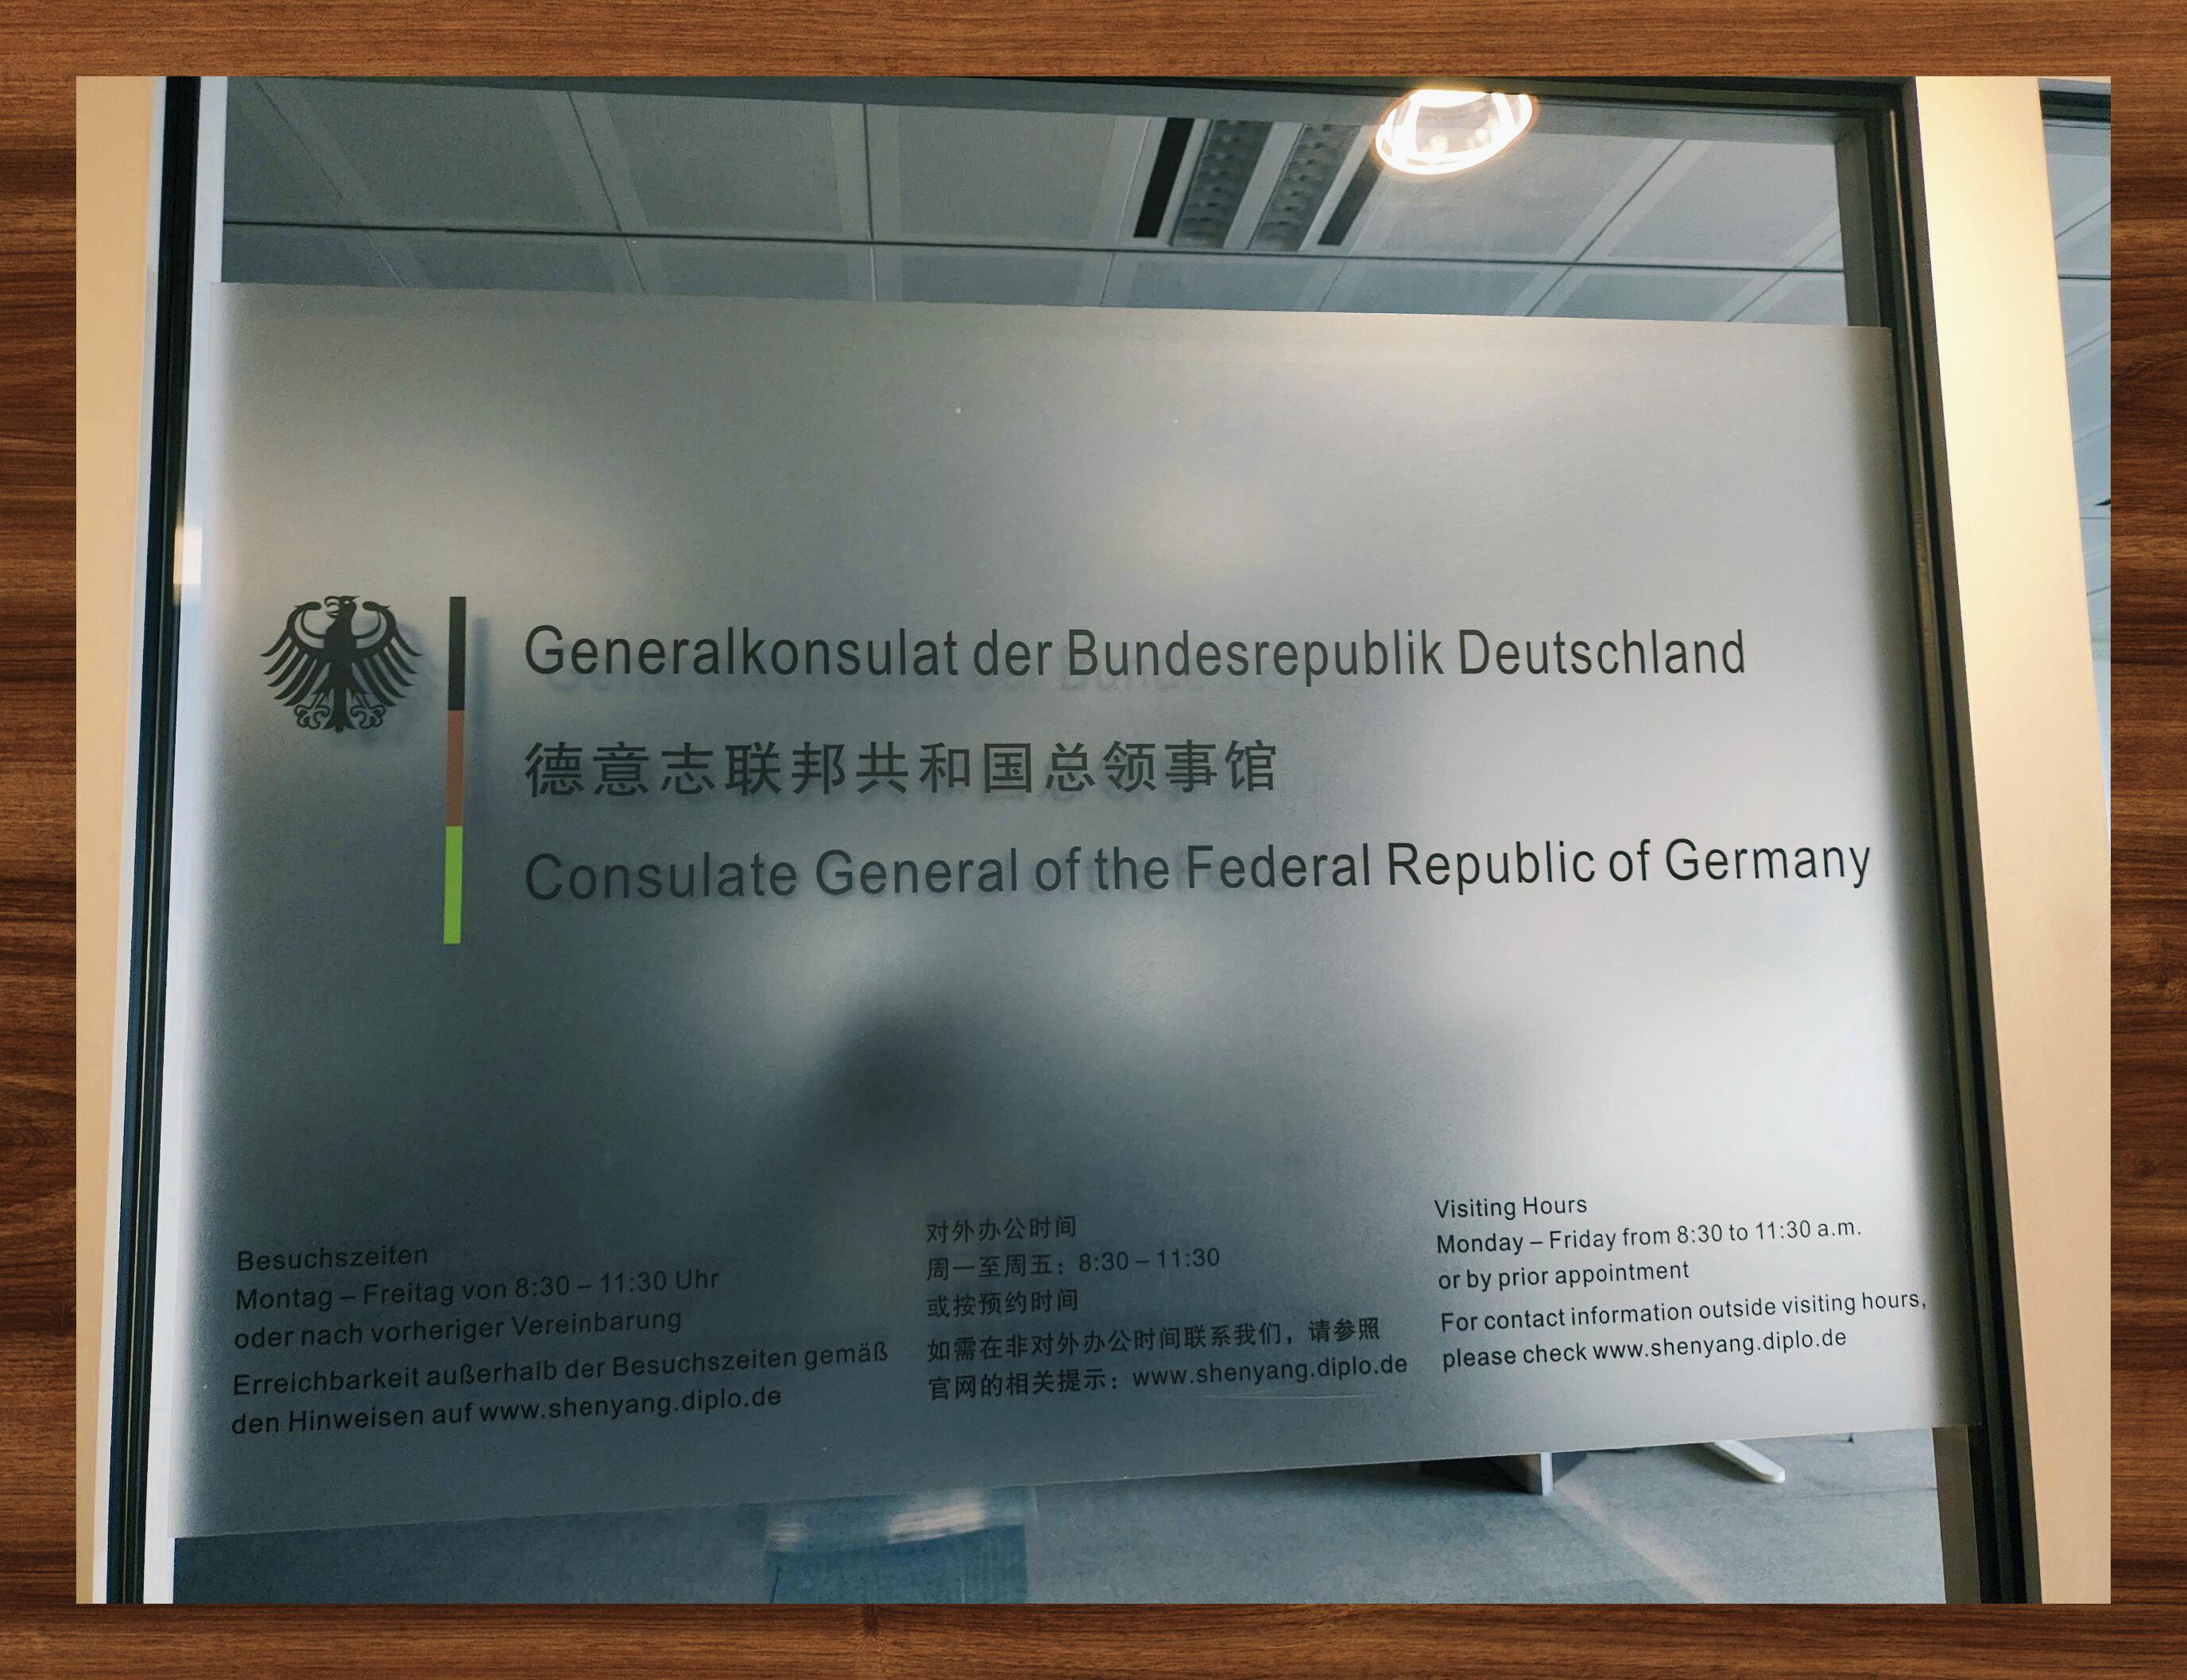 Generalkonsulat der Bundesrepublik Deutschland
德意志联邦共和国总领事馆
Consulate General of the Federal Republic of Germany
Besuchszeiten
Montag – Freitag von 8:30 – 11:30 Uhr
oder nach vorheriger Vereinbarung
Erreichbarkeit außerhalb der Besuchszeiten gemäß
den Hinweisen auf www.shenyang.diplo.de
对外办公时间
周一至周五：8:30 – 11:30
或按预约时间
如需在非对外办公时间联系我们，请参照
官网的相关提示：www.shenyang.diplo.de
Visiting Hours
Monday – Friday from 8:30 to 11:30 a.m.
or by prior appointment
For contact information outside visiting hours,
please check www.shenyang.diplo.de